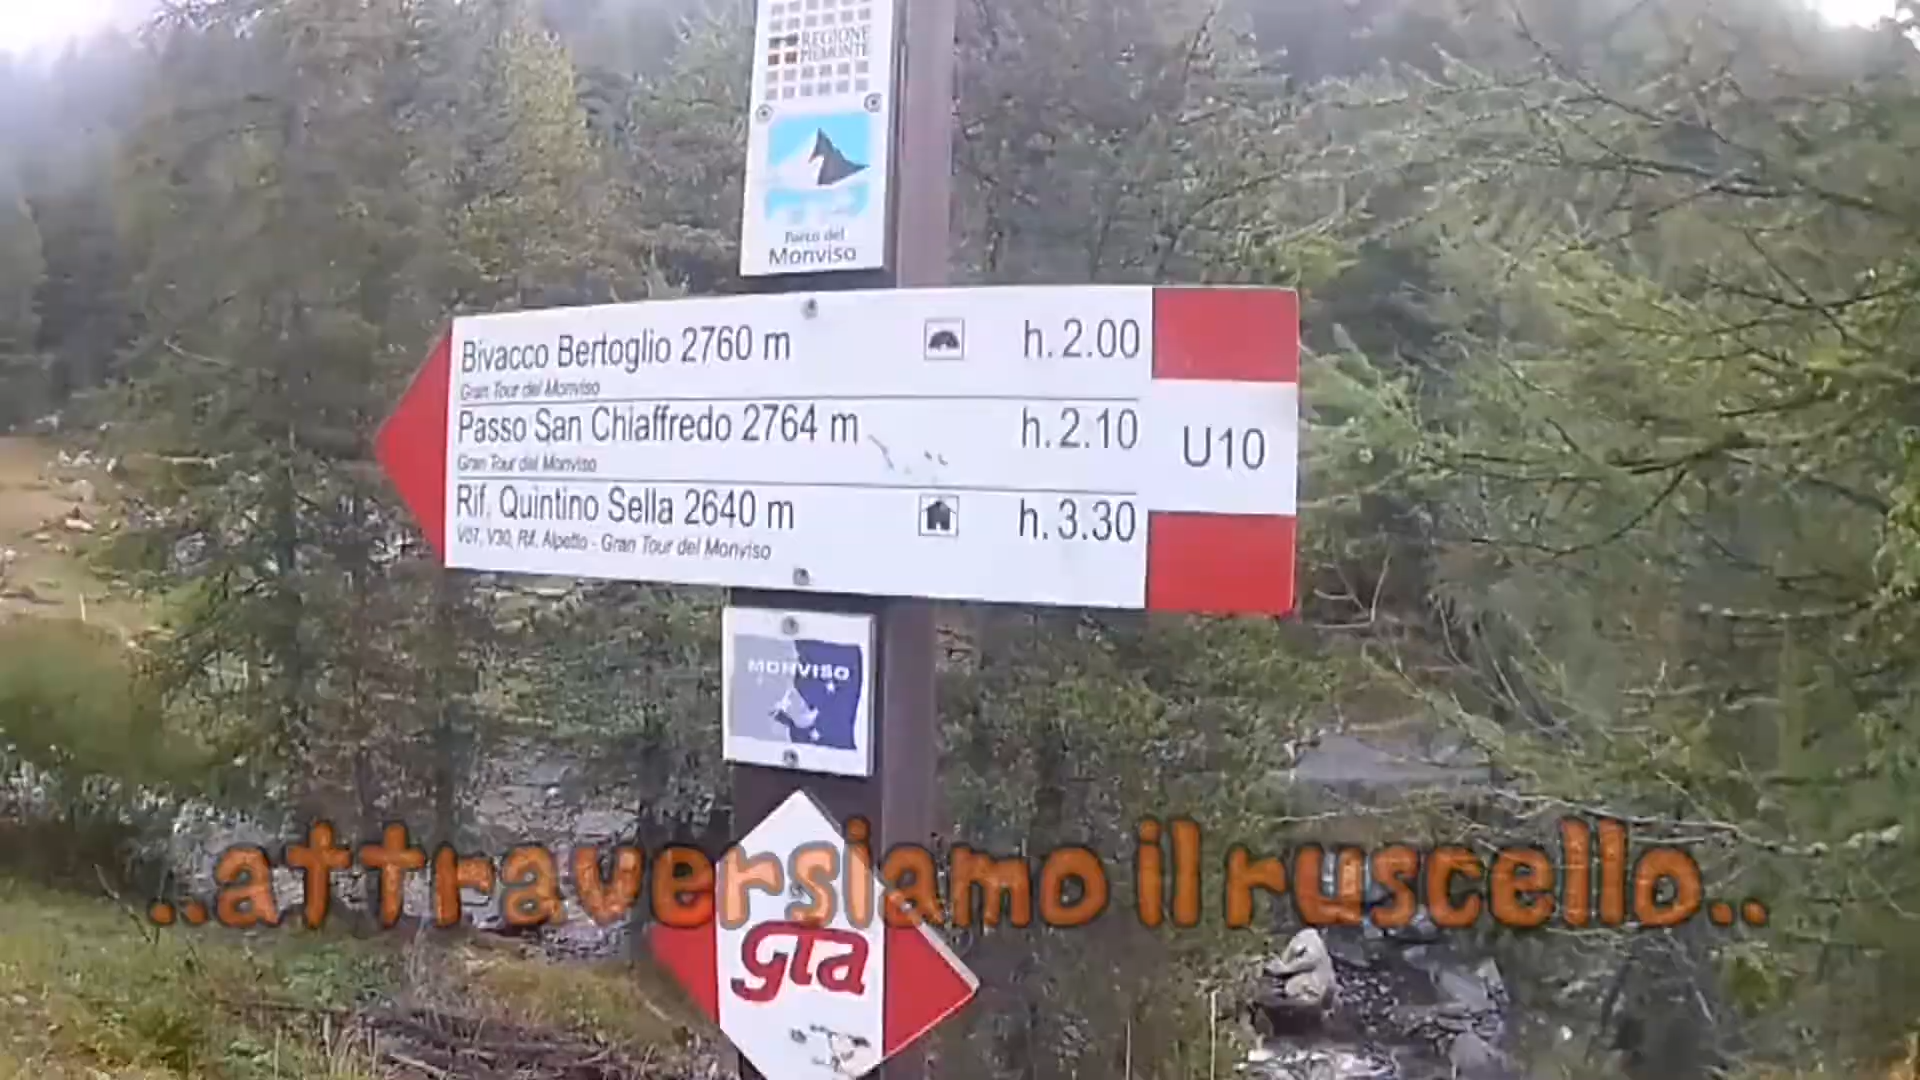 REGIONE
PIEMONTE
Parco del
Monviso
Bivacco Bertoglio 2760 m h. 2.00
Gran Tour del Monviso
Passo San Chiaffredo 2764 m h. 2.10
Gran Tour del Monviso
U10
Rif. Quintino Sella 2640 m h. 3.30
V07, V30, Rif. Alpetto - Gran Tour del Monviso
MONVISO
..attraversiamo il ruscello..
gta